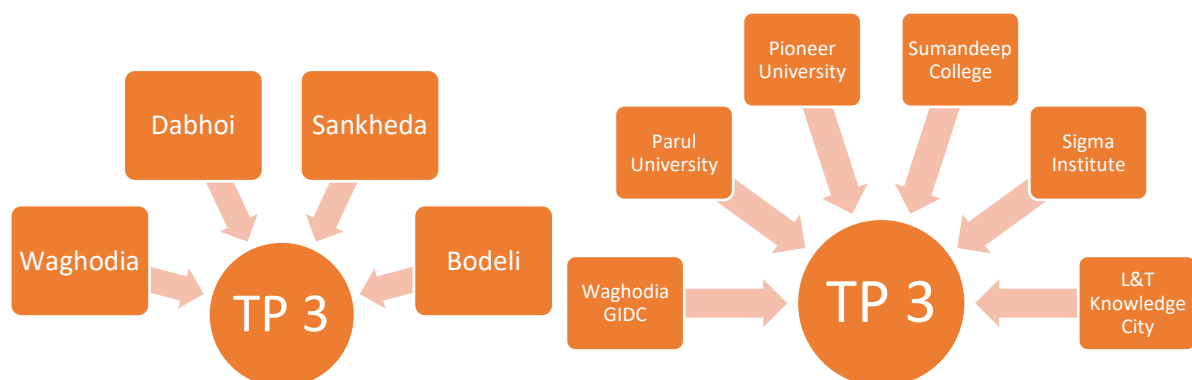 Dabhoi
Sankheda
Waghodia
Bodeli
TP 3
Pioneer
University
Sumandeep
College
Parul
University
Sigma
Institute
Waghodia
GIDC
L&T
Knowledge
City
TP 3